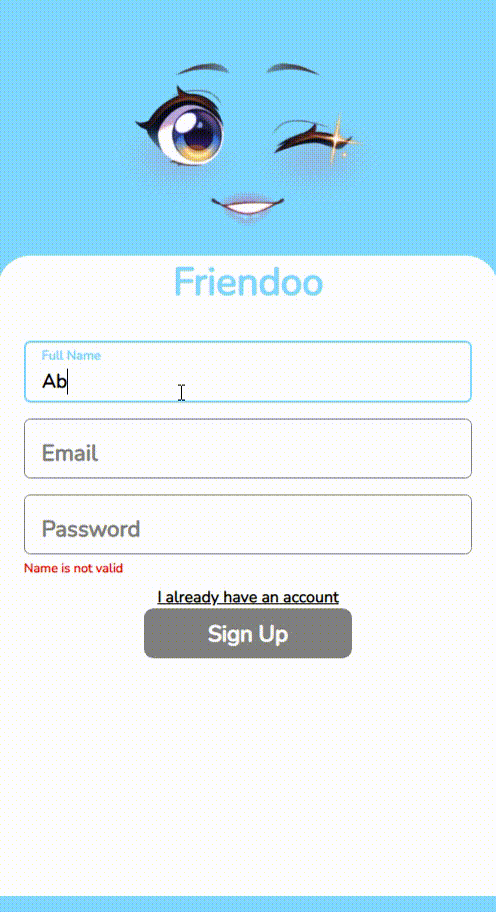 Friendoo
Full Name
Ab
Email
Password
Name is not valid
I already have an account
Sign Up